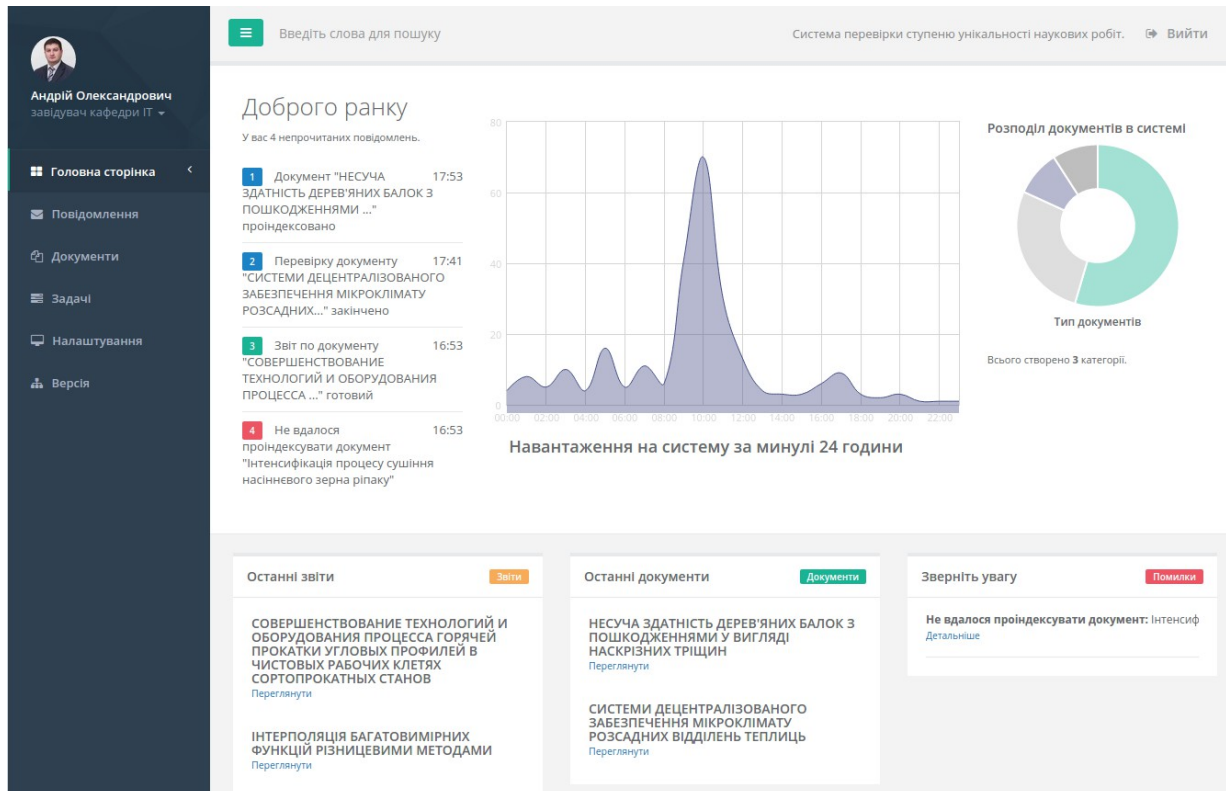 Андрій Олександрович
завідувач кафедри ІТ
Головна сторінка
Повідомлення
Документи
Задачі
Налаштування
Версія
Введіть слова для пошуку
Система перевірки ступеню унікальності наукових робіт.
Вийти
Доброго ранку
У вас 4 непрочитаних повідомлень.
1 Документ "НЕСУЧА 17:53
ЗДАТНІСТЬ ДЕРЕВ'ЯНИХ БАЛОК З
ПОШКОДЖЕННЯМИ ..."
проіндексовано
2 Перевірку документу 17:41
"СИСТЕМИ ДЕЦЕНТРАЛІЗОВАНОГО
ЗАБЕЗПЕЧЕННЯ МІКРОКЛІМАТУ
РОЗСАДНИХ..." закінчено
3 Звіт по документу 16:53
"СОВЕРШЕНСТВОВАНИЕ
ТЕХНОЛОГИЙ И ОБОРУДОВАНИЯ
ПРОЦЕССА ..." готовий
4 Не вдалося 16:53
проіндексувати документ
"Інтенсифікація процесу сушіння
насіннєвого зерна ріпаку"
80
60
40
20
0
00:00 02:00 04:00 06:00 08:00 10:00 12:00 14:00 16:00 18:00 20:00 22:00
Навантаження на систему за минулі 24 години
Розподіл документів в системі
Тип документів
Всього створено 3 категорії.
Останні звіти
Звіти
СОВЕРШЕНСТВОВАНИЕ ТЕХНОЛОГИЙ И
ОБОРУДОВАНИЯ ПРОЦЕССА ГОРЯЧЕЙ
ПРОКАТКИ УГЛОВЫХ ПРОФИЛЕЙ В
ЧИСТОВЫХ РАБОЧИХ КЛЕТЯХ
СОРТОПРОКАТНЫХ СТАНОВ
Переглянути
ІНТЕРПОЛЯЦІЯ БАГАТОВИМІРНИХ
ФУНКЦІЙ РІЗНИЦЕВИМИ МЕТОДАМИ
Переглянути
Останні документи
Документи
НЕСУЧА ЗДАТНІСТЬ ДЕРЕВ'ЯНИХ БАЛОК З
ПОШКОДЖЕННЯМИ У ВИГЛЯДІ
НАСКРІЗНИХ ТРІЩИН
Переглянути
СИСТЕМИ ДЕЦЕНТРАЛІЗОВАНОГО
ЗАБЕЗПЕЧЕННЯ МІКРОКЛІМАТУ
РОЗСАДНИХ ВІДДІЛЕНЬ ТЕПЛИЦЬ
Переглянути
Зверніть увагу
Помилки
Не вдалося проіндексувати документ: Інтенсиф
Детальніше